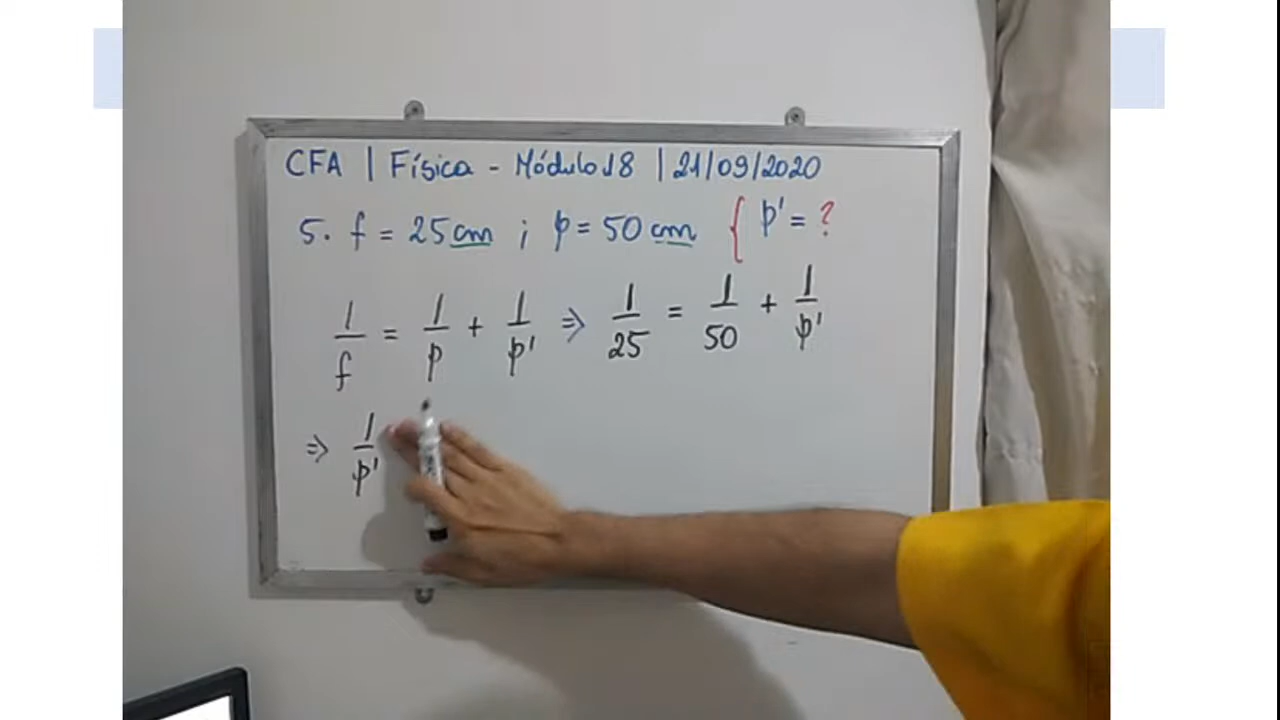 CFA | Física - Módulo 18 | 21/09/2020
5. f = 25 cm ; p = 50 cm { p' = ?
1/f = 1/p + 1/p' ⇒ 1/25 = 1/50 + 1/p'
⇒ 1/p'